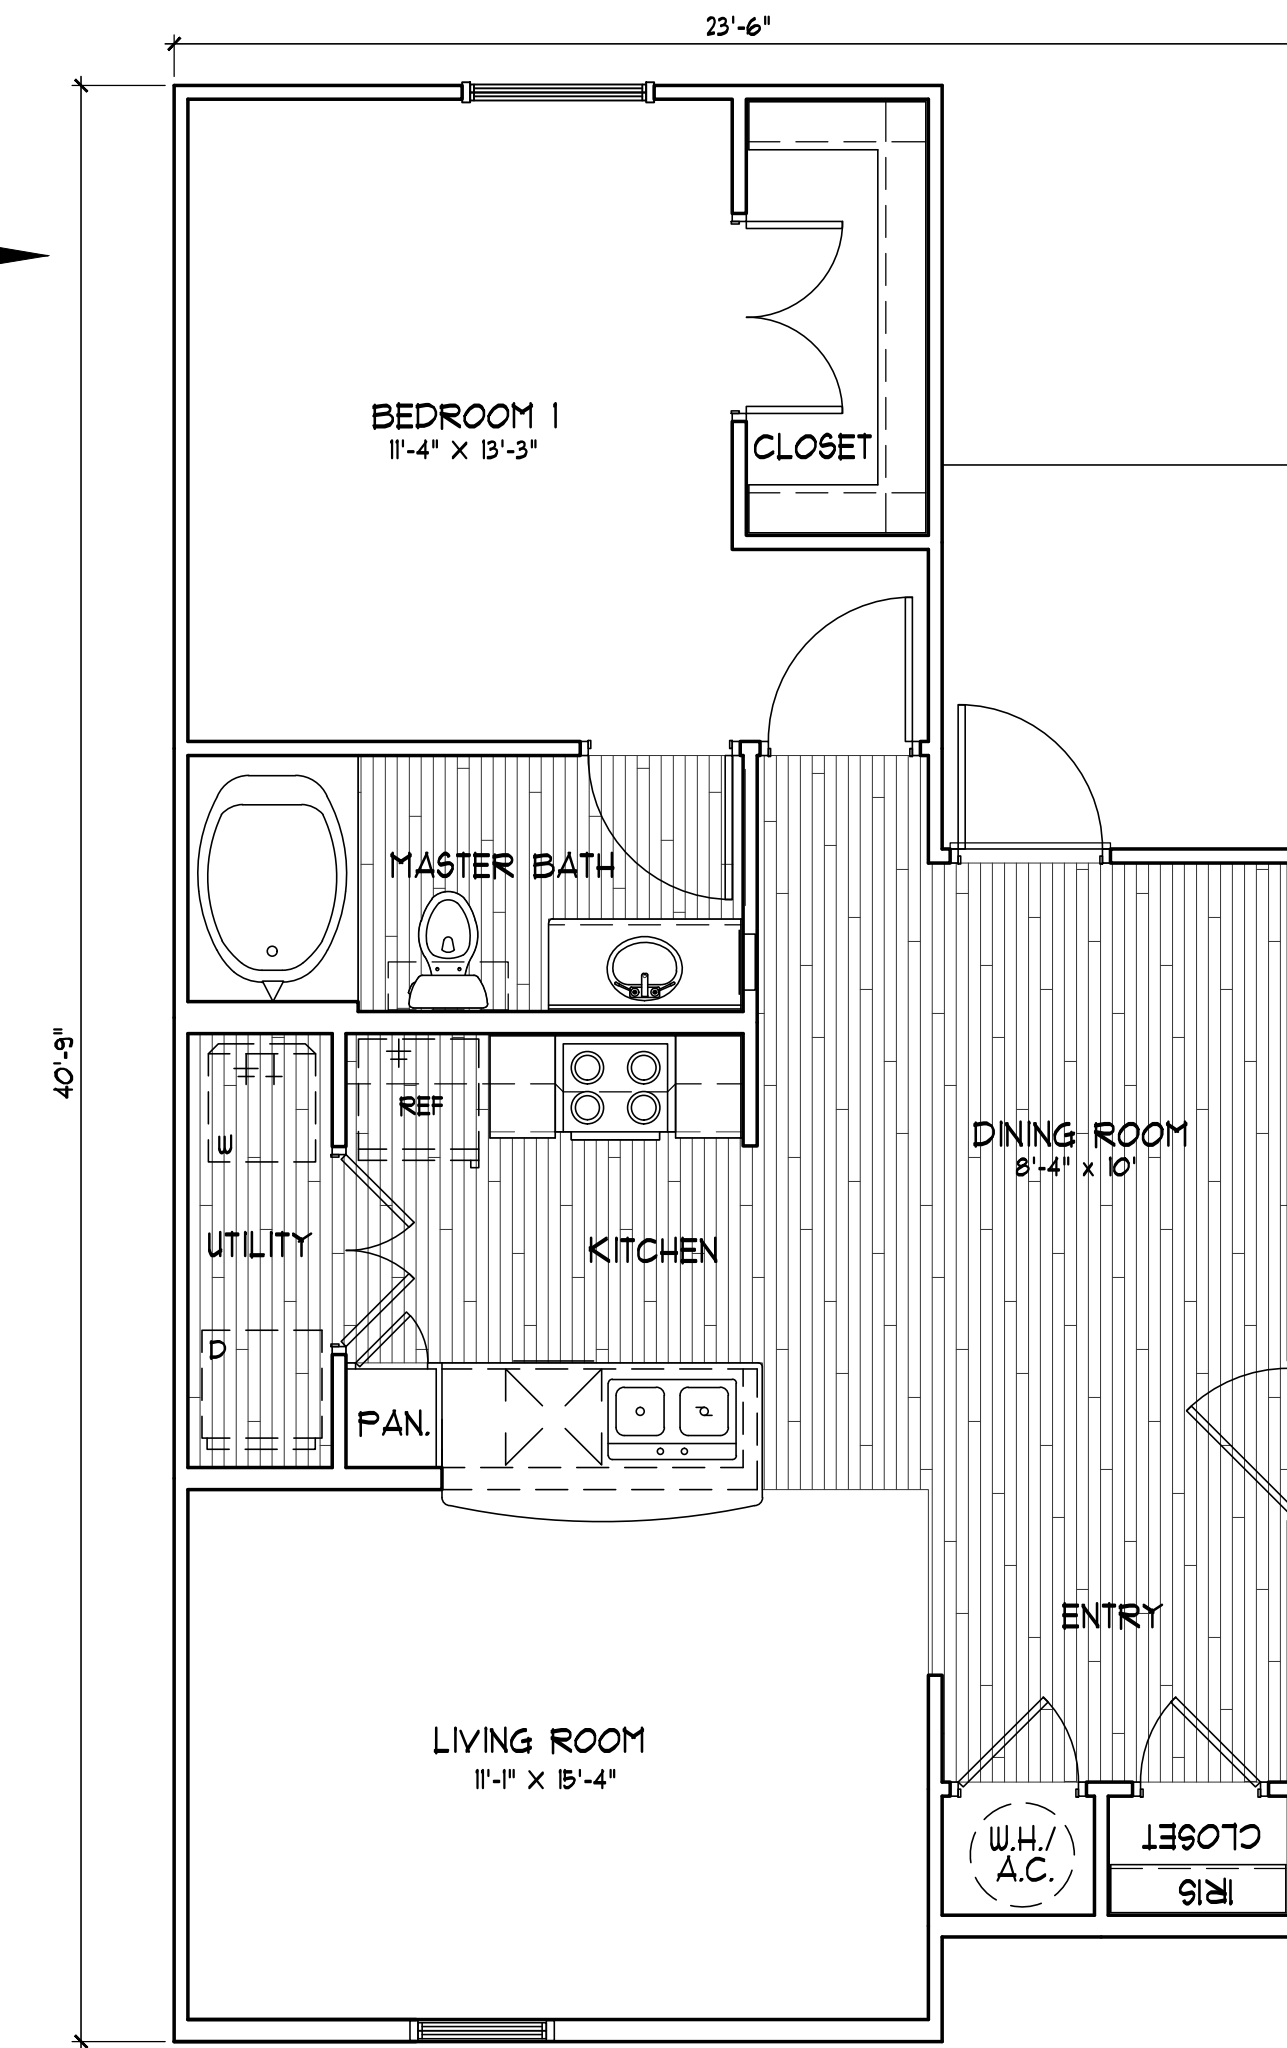 23'-6"
BEDROOM 1
11'-4" X 13'-3"
CLOSET
MASTER BATH
40'-9"
REF
W
DINING ROOM
8'-4" x 10'
UTILITY
KITCHEN
D
PAN.
ENTRY
LIVING ROOM
11'-1" X 15'-4"
W.H./
A.C.
CLOSET
IRIS